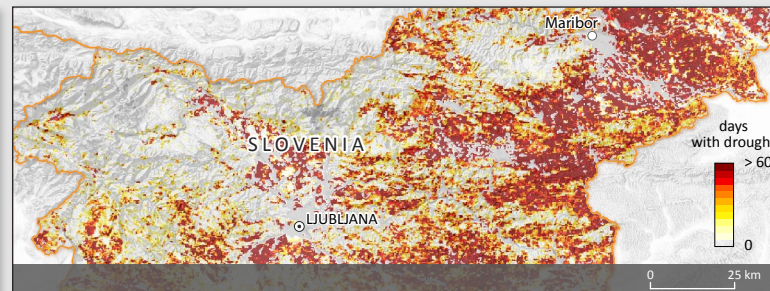 Maribor
SLOVENIA
LJUBLJANA
days
with drough
> 60
0
0 25 km